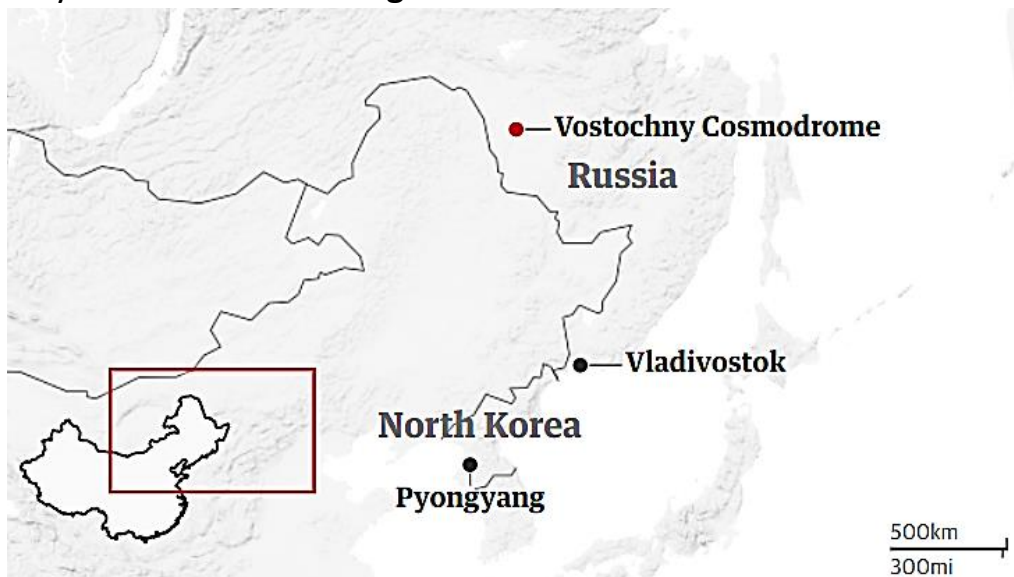 Vostochny Cosmodrome
Russia
Vladivostok
North Korea
Pyongyang
500km
300mi